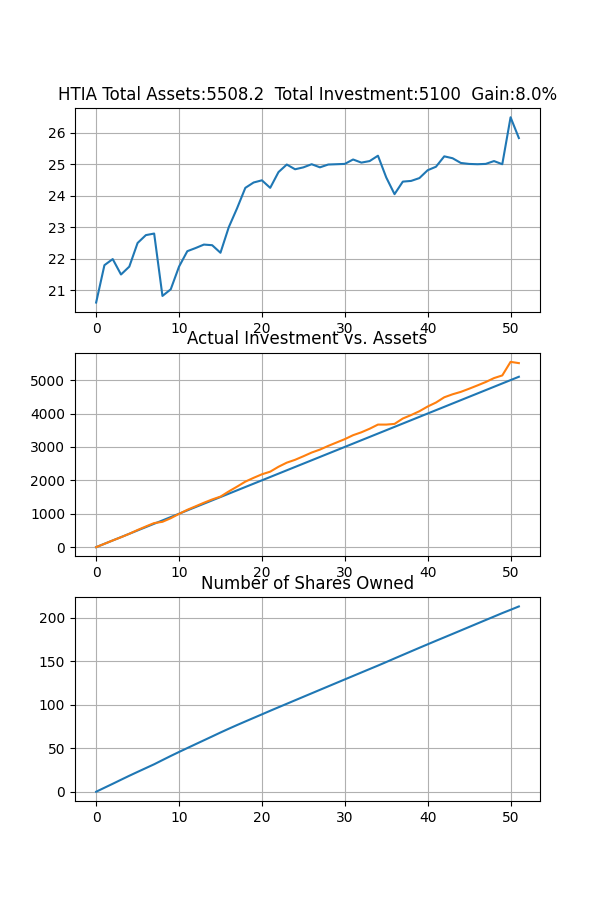 HTIA Total Assets:5508.2  Total Investment:5100  Gain:8.0%
26
25
24
23
22
21
0 10 20 30 40 50
Actual Investment vs. Assets
5000
4000
3000
2000
1000
0
0 10 20 30 40 50
Number of Shares Owned
200
150
100
50
0
0 10 20 30 40 50